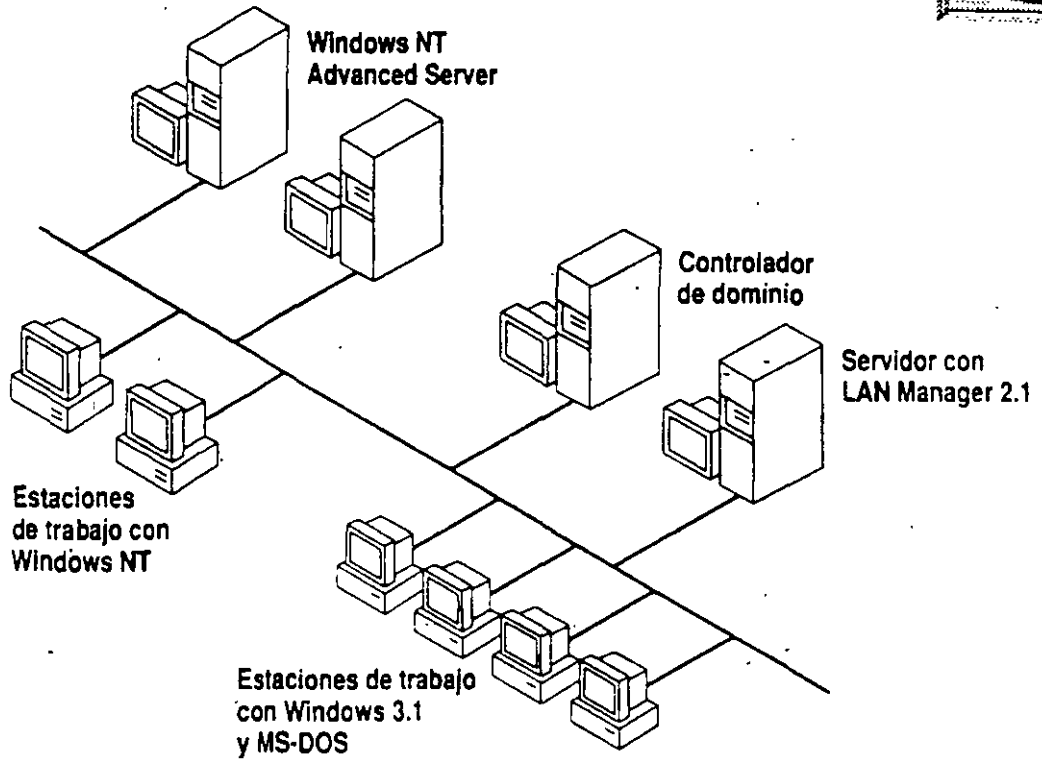 Windows NT
Advanced Server
Controlador
de dominio
Servidor con
LAN Manager 2.1
Estaciones
de trabajo con
Windows NT
Estaciones de trabajo
con Windows 3.1
y MS-DOS